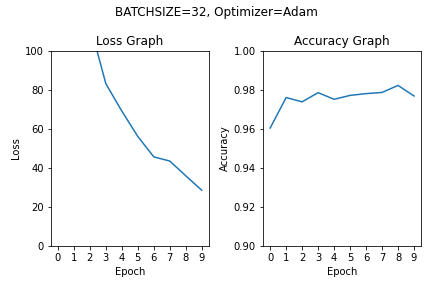 BATCHSIZE=32, Optimizer=Adam
Loss Graph
100
80
60
40
20
0
Loss
0 1 2 3 4 5 6 7 8 9
Epoch
Accuracy Graph
1.00
0.98
0.96
0.94
0.92
0.90
Accuracy
0 1 2 3 4 5 6 7 8 9
Epoch